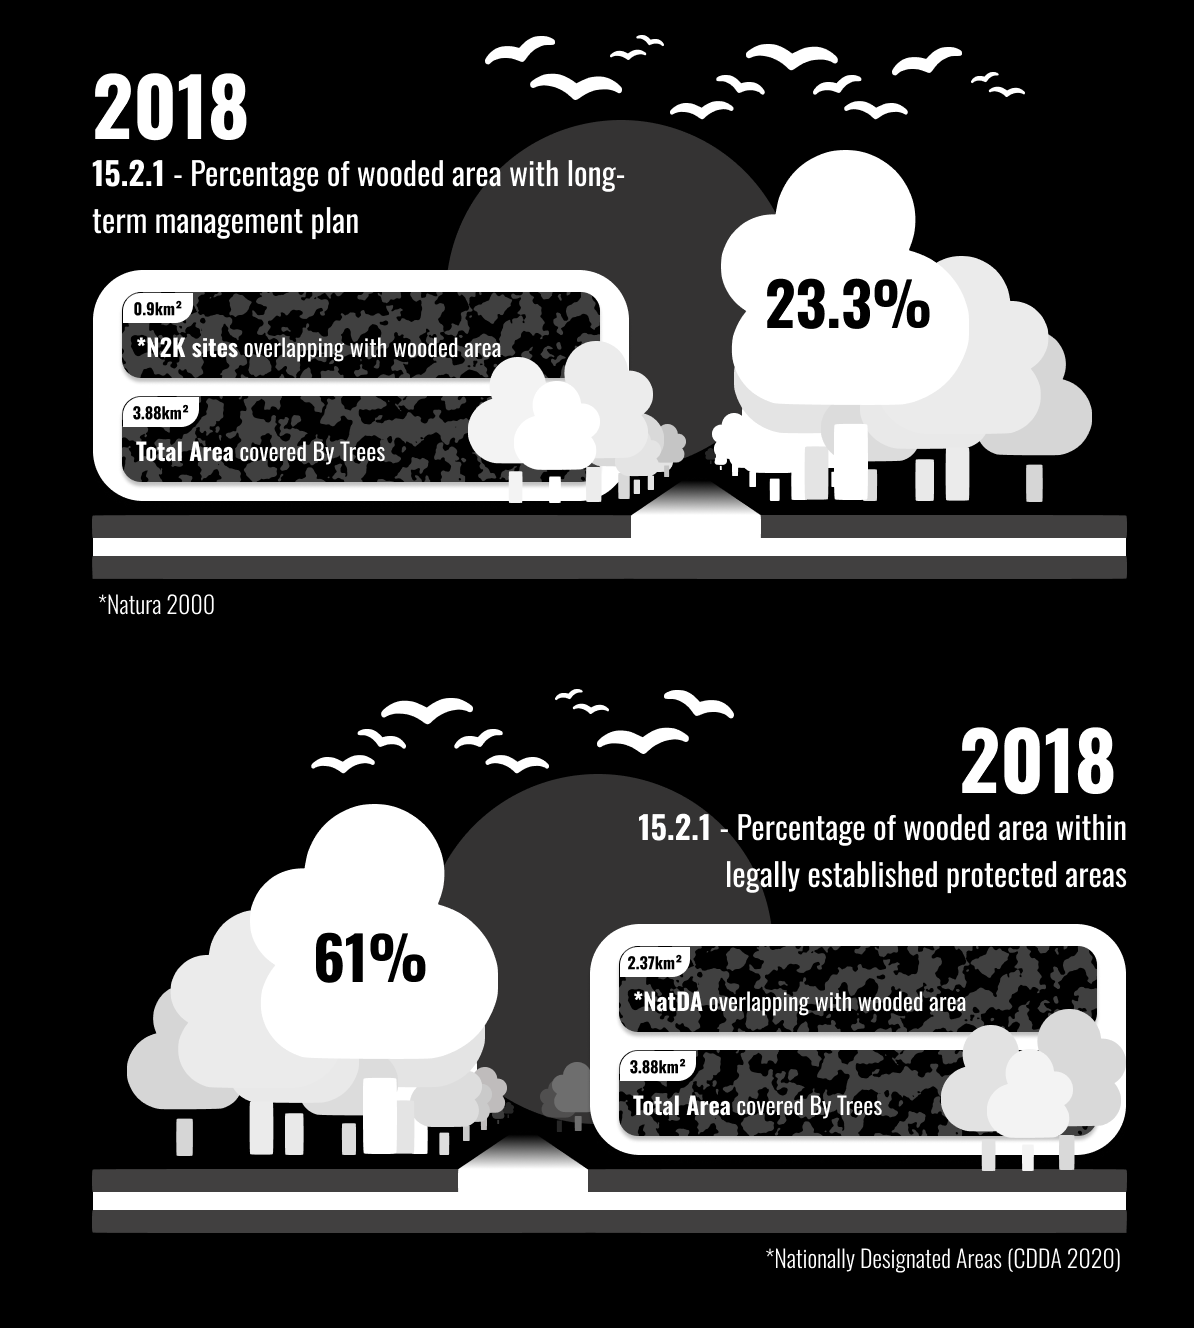 2018
15.2.1 - Percentage of wooded area with long-
term management plan
0.9km²
*N2K sites overlapping with wooded area
3.88km²
Total Area covered By Trees
23.3%
*Natura 2000
2018
15.2.1 - Percentage of wooded area within
legally established protected areas
61%
2.37km²
*NatDA overlapping with wooded area
3.88km²
Total Area covered By Trees
*Nationally Designated Areas (CDDA 2020)